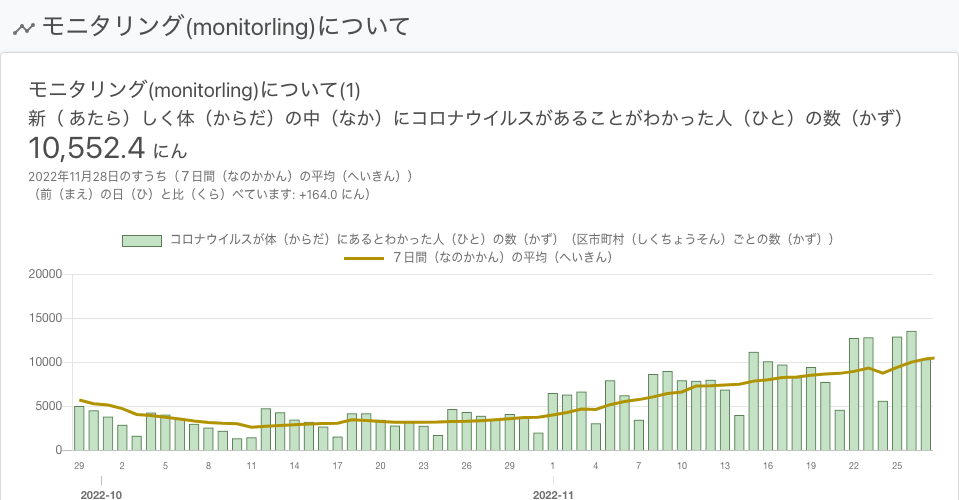 モニタリング(monitorling)について
モニタリング(monitorling)について(1)
新（ あたら）しく体（からだ）の中（なか）にコロナウイルスがあることがわかった人（ひと）の数（かず）
10,552.4 にん
2022年11月28日のすうち（７日間（なのかかん）の平均（へいきん））
（前（まえ）の日（ひ）と比（くら）べています: +164.0 にん）
コロナウイルスが体（からだ）にあるとわかった人（ひと）の数（かず）（区市町村（しくちょうそん）ごとの数（かず））
７日間（なのかかん）の平均（へいきん）
20000
15000
10000
5000
0
29 2 5 8 11 14 17 20 23 26 29 1 4 7 10 13 16 19 22 25
2022-10 2022-11